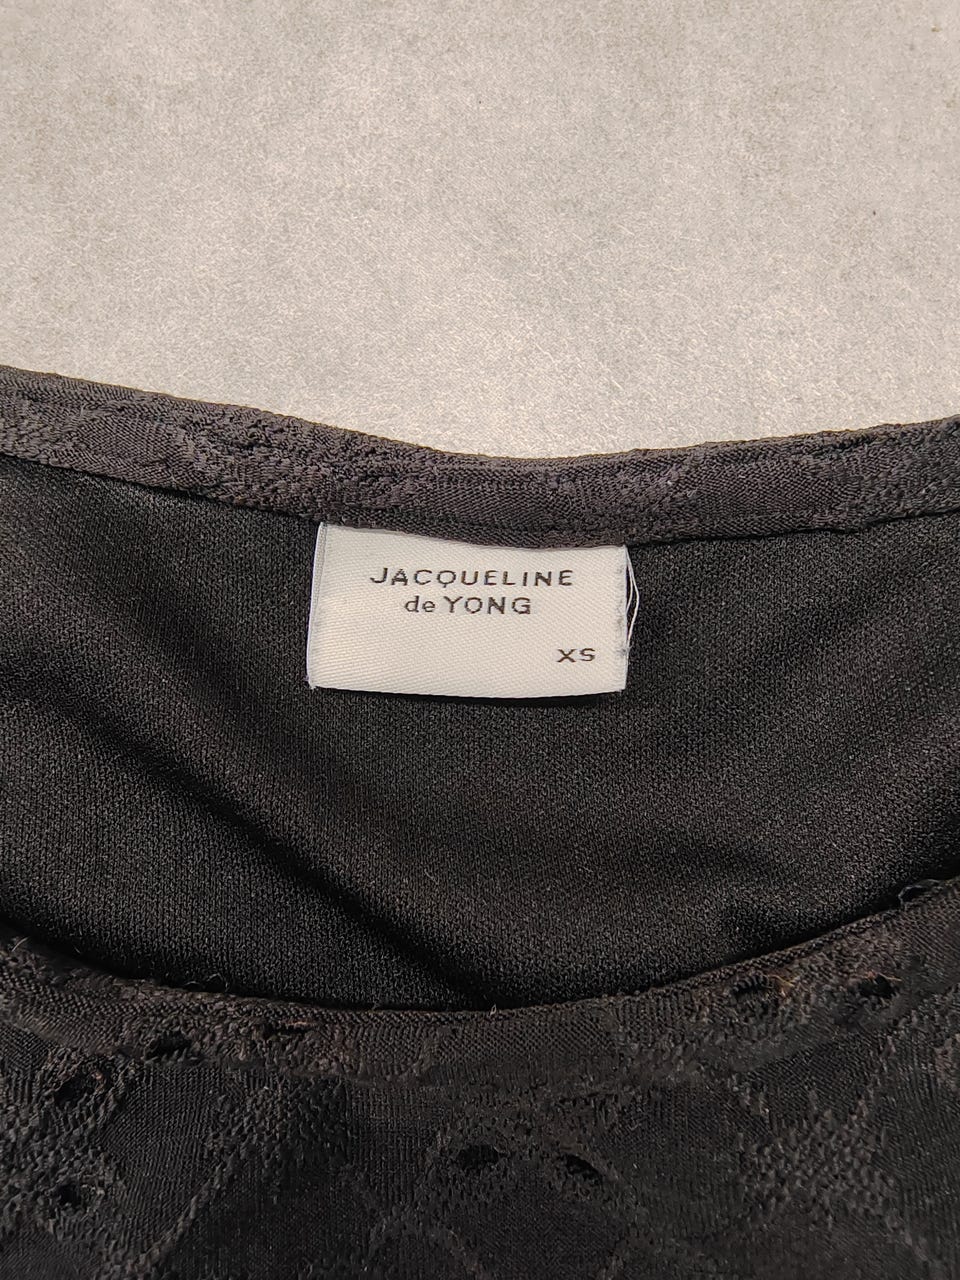 JACQUELINE
de YONG
XS